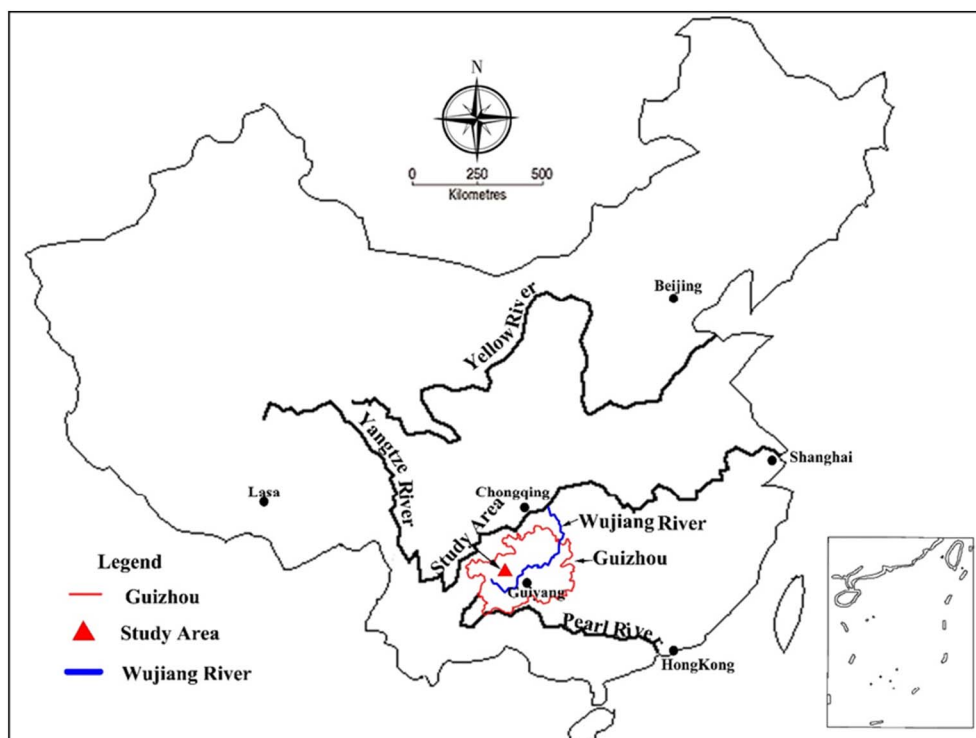 N
0 250 500
Kilometres
Beijing
Yellow River
Yangtze River
Shanghai
Lasa
Chongqing
Study Area
Wujiang River
Guizhou
Guiyang
Pearl River
HongKong
Legend
Guizhou
Study Area
Wujiang River